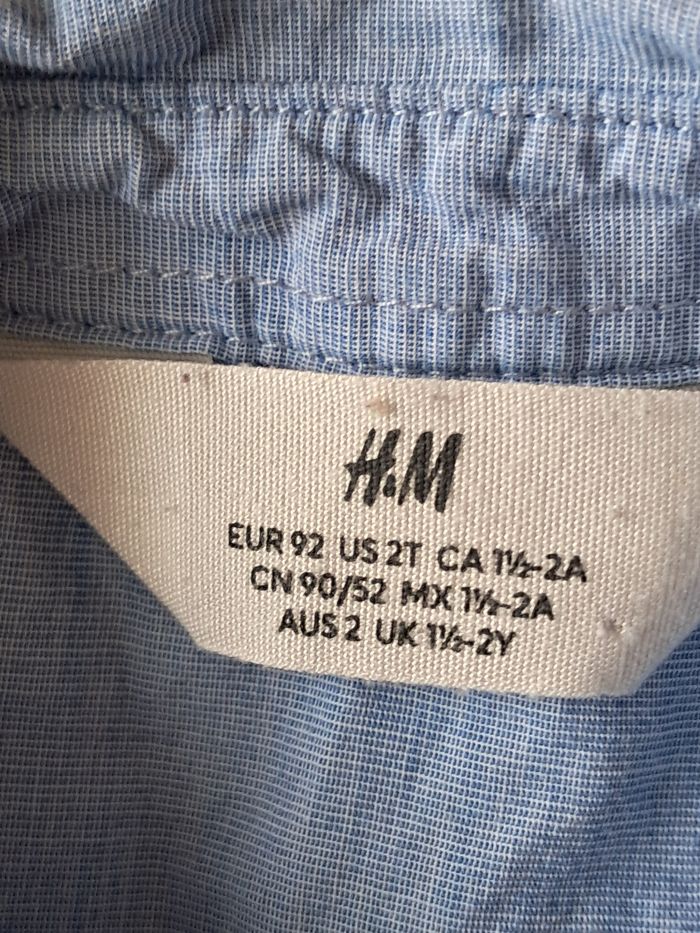 H&M
EUR 92 US 2T CA 1½-2A
CN 90/52 MX 1½-2A
AUS 2 UK 1½-2Y